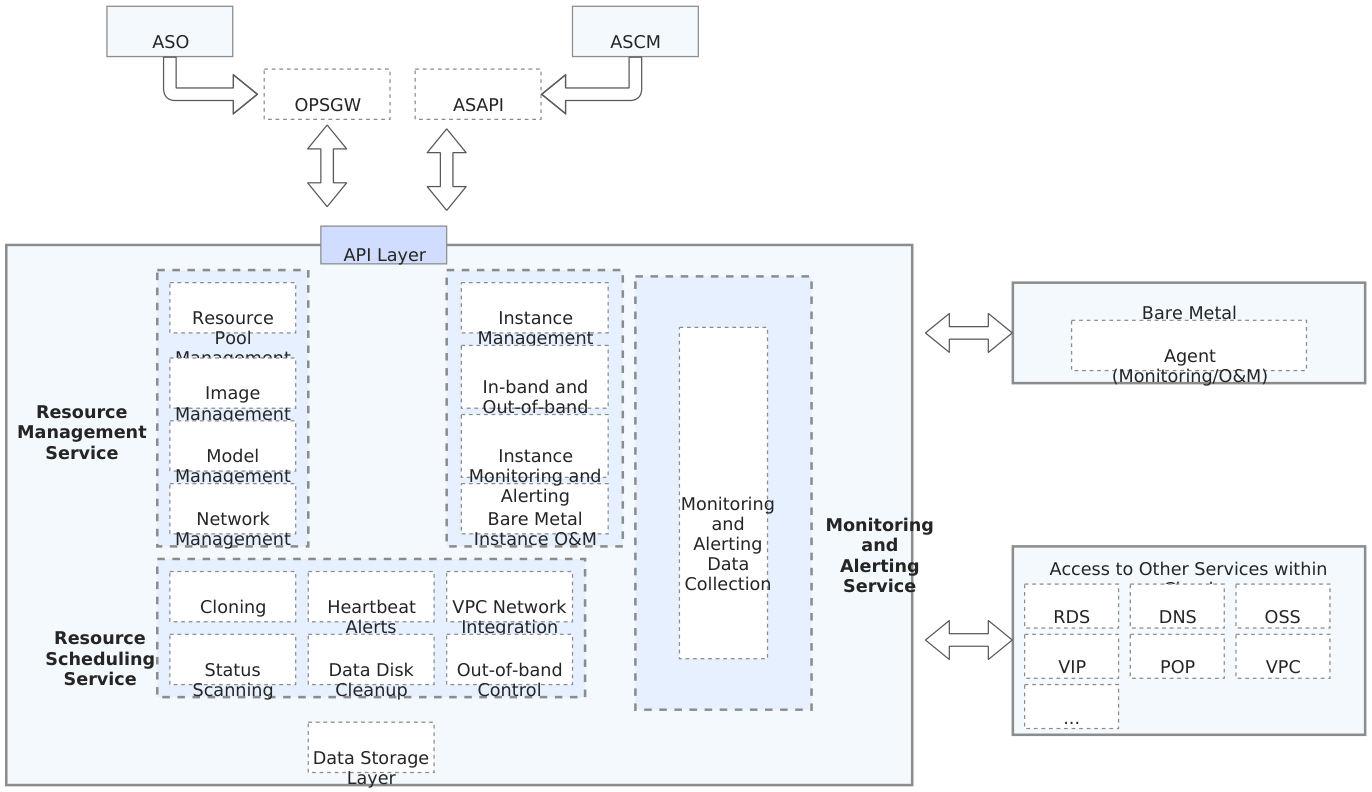 ASO
ASCM
OPSGW
ASAPI
API Layer
Resource
Pool
Management
Image
Management
Model
Management
Network
Management
Resource
Management
Service
Instance
Management
In-band and
Out-of-band
Instance
Monitoring and
Alerting
Bare Metal
Instance O&M
Monitoring
and
Alerting
Data
Collection
Monitoring
and
Alerting
Service
Cloning
Heartbeat
Alerts
VPC Network
Integration
Resource
Scheduling
Service
Status
Scanning
Data Disk
Cleanup
Out-of-band
Control
Data Storage
Layer
Bare Metal
Agent
(Monitoring/O&M)
Access to Other Services within
RDS
DNS
OSS
VIP
POP
VPC
...